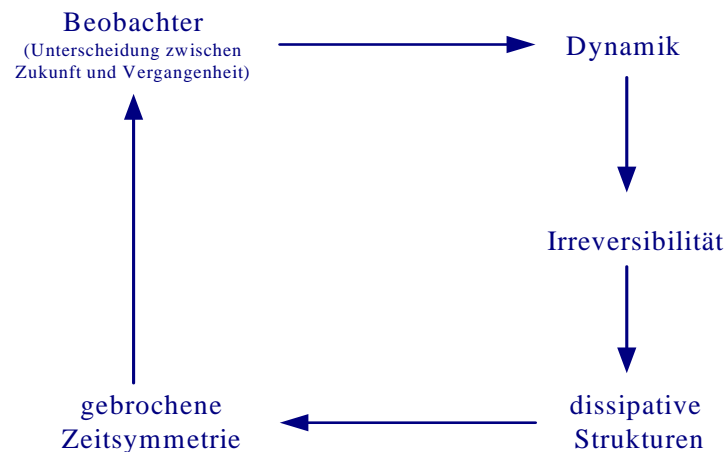 Beobachter
(Unterscheidung zwischen
Zukunft und Vergangenheit)
Dynamik
Irreversibilität
dissipative
Strukturen
gebrochene
Zeitsymmetrie